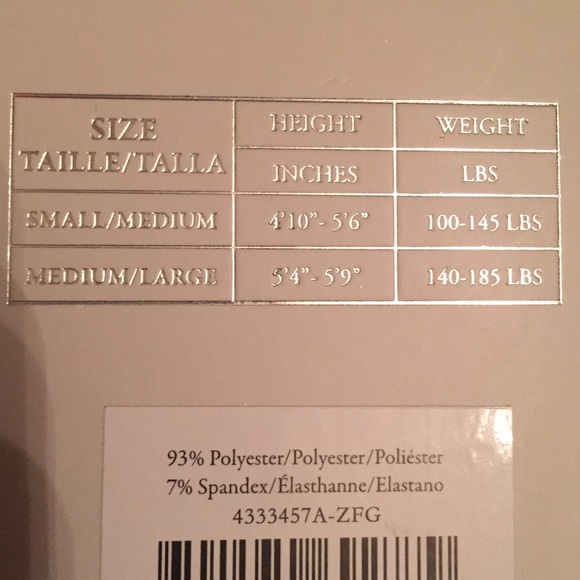 SIZE
TAILLE/TALLA
HEIGHT
WEIGHT
INCHES
LBS
SMALL/MEDIUM
4'10"- 5'6"
100-145 LBS
MEDIUM/LARGE
5'4"- 5'9"
140-185 LBS
93% Polyester/Polyester/Poliéster
7% Spandex/Élasthanne/Elastano
4333457A-ZFG